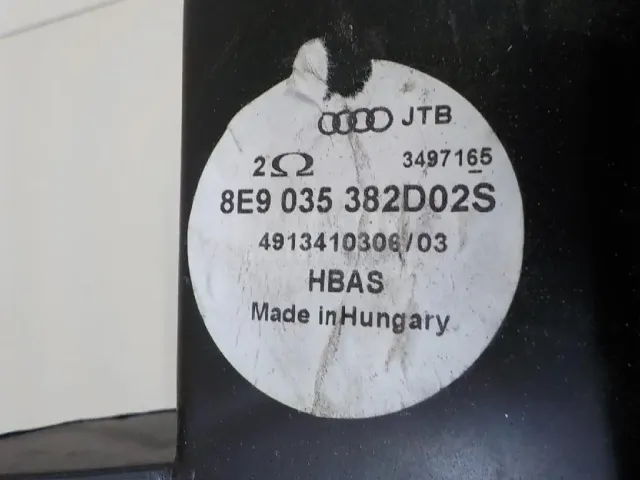 JTB
2Ω
3497165
8E9 035 382D02S
4913410306/03
HBAS
Made in Hungary